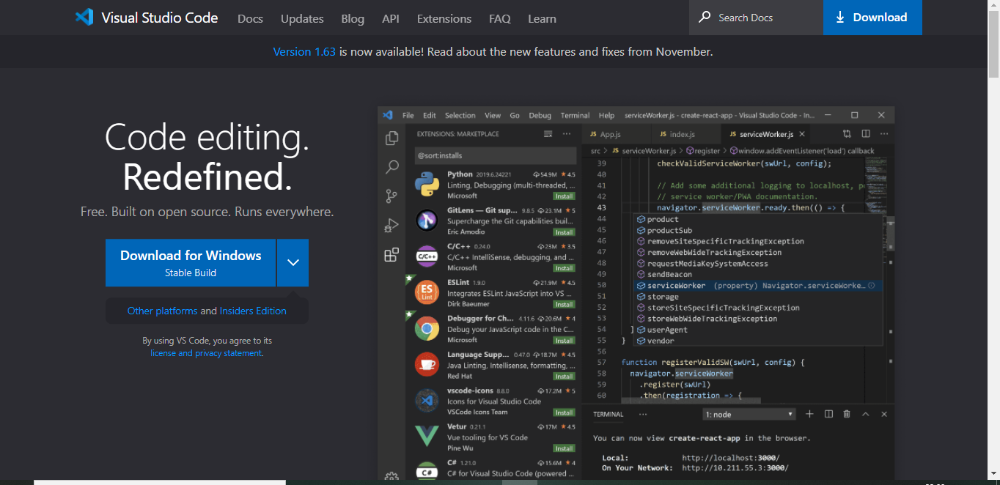 Visual Studio Code Docs Updates Blog API Extensions FAQ Learn Search Docs Download
Version 1.63 is now available! Read about the new features and fixes from November.
Code editing.
Redefined.
Free. Built on open source. Runs everywhere.
Download for Windows
Stable Build
Other platforms and Insiders Edition
By using VS Code, you agree to its
license and privacy statement.
File Edit Selection View Go Debug Terminal Help serviceWorker.js - create-react-app - Visual Studio Code - In...
EXTENSIONS: MARKETPLACE
@sort:installs
Python 2019.6.24221 54.9M 4.5
Linting, Debugging (multi-threaded, ...
Microsoft Install
GitLens — Git sup... 9.8.5 23.1M 5
Supercharge the Git capabilities buil...
Eric Amodio Install
C/C++ 0.24.0 23M 3.5
C/C++ IntelliSense, debugging, and ...
Microsoft Install
ESLint 1.9.0 21.9M 4.5
Integrates ESLint JavaScript into VS ...
Dirk Baeumer Install
Debugger for Ch... 4.11.6 20.6M 4
Debug your JavaScript code in the C...
Microsoft Install
Language Supp... 0.47.0 18.7M 4.5
Java Linting, Intellisense, formatting, ...
Red Hat Install
vscode-icons 8.8.0 17.2M 5
Icons for Visual Studio Code
VSCode Icons Team Install
Vetur 0.21.1 17M 4.5
Vue tooling for VS Code
Pine Wu Install
C# 1.21.0 15.6M 4
C# for Visual Studio Code (powered ...
C/C++
ES
Lint
C#
JS App.js JS index.js JS serviceWorker.js
src > JS serviceWorker.js > register > window.addEventListener('load') callback
39 checkValidServiceWorker(swUrl, config);
40
41 // Add some additional logging to localhost, p
42 // service worker/PWA documentation.
43 navigator.serviceWorker.ready.then(() => {
44 product
45 productSub
46 removeSiteSpecificTrackingException
47 removeWebWideTrackingException
48 requestMediaKeySystemAccess
49 sendBeacon
50 serviceWorker (property) Navigator.serviceWorke...
51 storage
52 storeSiteSpecificTrackingException
53 storeWebWideTrackingException
54 ] userAgent
55 } vendor
56
57 function registerValidSW(swUrl, config) {
58 navigator.serviceWorker
59 .register(swUrl)
60 .then(registration => {
TERMINAL ... 1: node
You can now view create-react-app in the browser.
Local: http://localhost:3000/
On Your Network: http://10.211.55.3:3000/